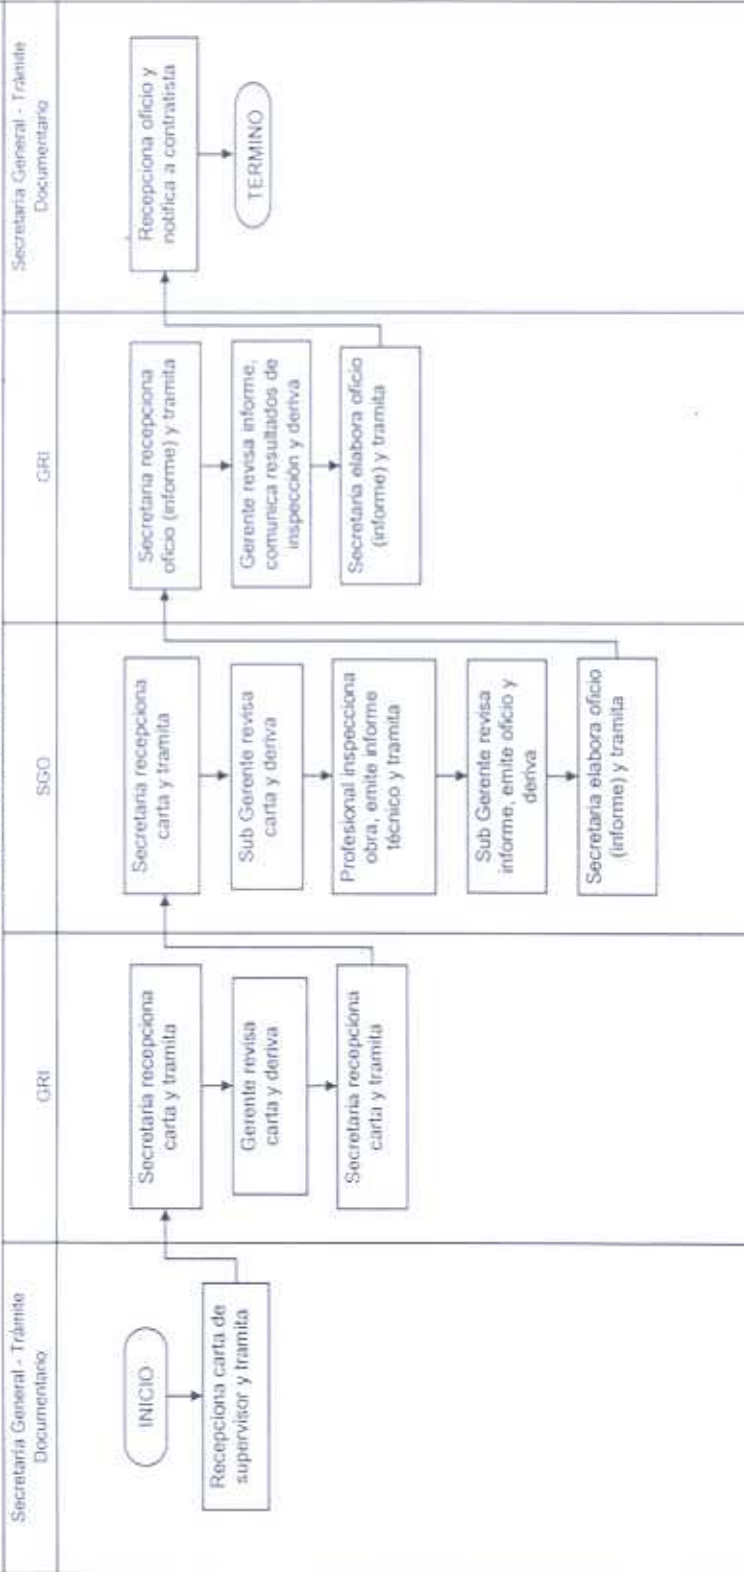 Secretaría General - Trámite
Documentario
INICIO
Recepciona carta de
supervisor y tramita
GRI
Secretaria recepciona
carta y tramita
Gerente revisa
carta y deriva
Secretaria recepciona
carta y tramita
SGO
Secretaria recepciona
carta y tramita
Sub Gerente revisa
carta y deriva
Profesional inspecciona
obra, emite informe
técnico y tramita
Sub Gerente revisa
informe, emite oficio y
deriva
Secretaria elabora oficio
(informe) y tramita
GRI
Secretaria recepciona
oficio (informe) y tramita
Gerente revisa informe,
comunica resultados de
inspección y deriva
Secretaria elabora oficio
(informe) y tramita
Secretaria General - Trámite
Documentario
Recepciona oficio y
notifica a contratista
TERMINO